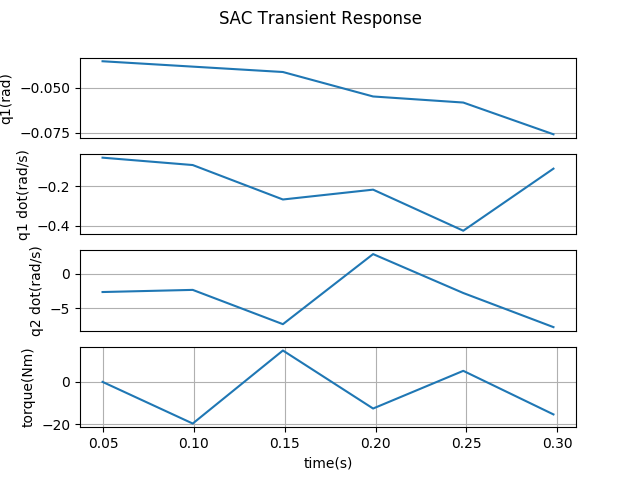 SAC Transient Response
q1(rad)
−0.050
−0.075
q1 dot(rad/s)
−0.2
−0.4
q2 dot(rad/s)
0
−5
torque(Nm)
0
−20
0.05 0.10 0.15 0.20 0.25 0.30
time(s)